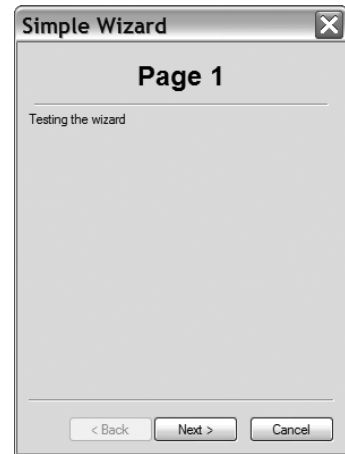 Simple Wizard
Page 1
Testing the wizard
< Back Next > Cancel